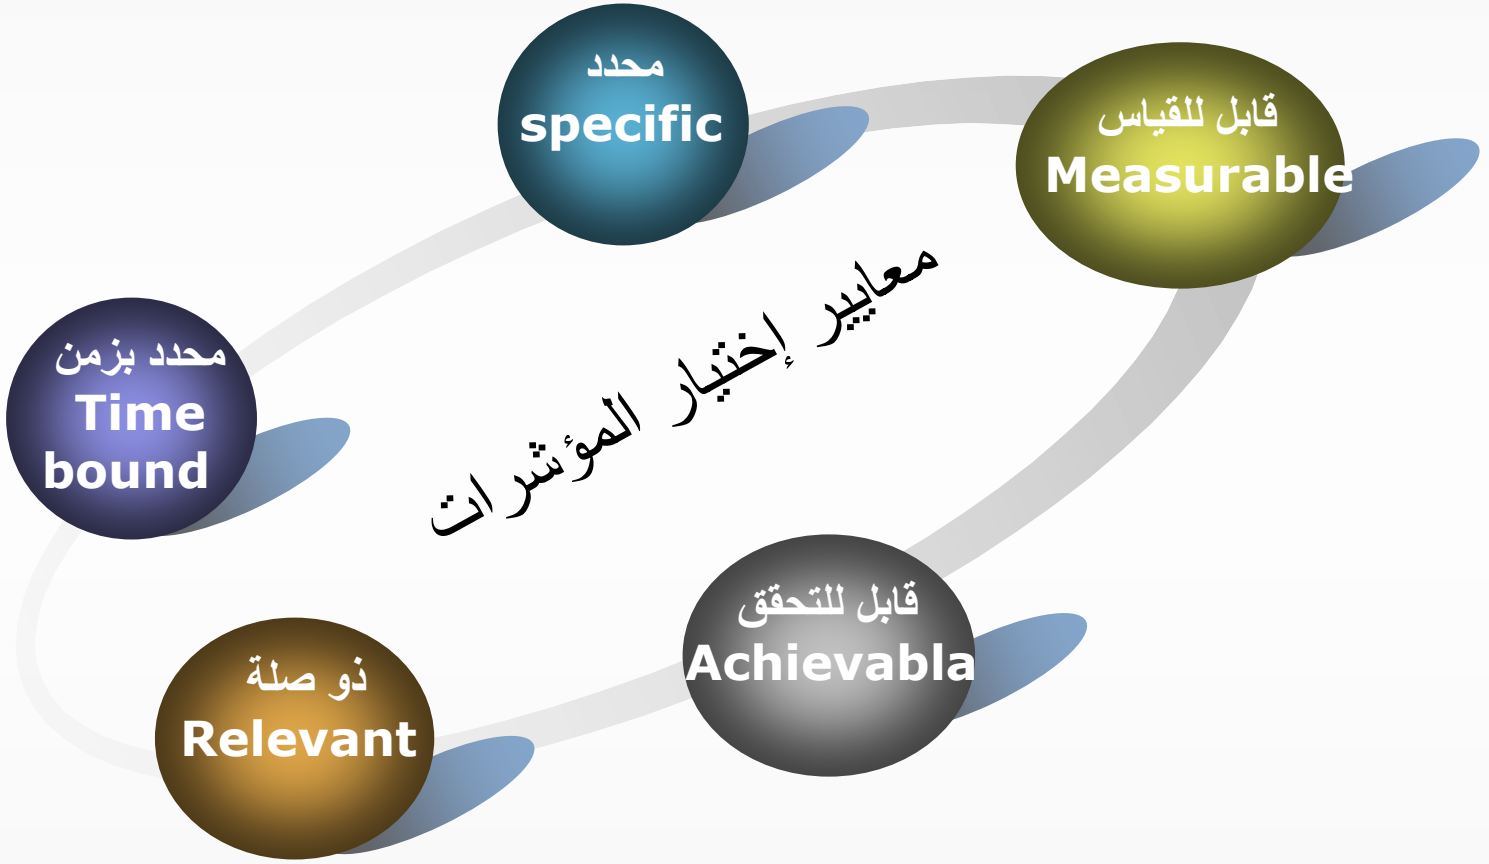 محدد
specific
قابل للقياس
Measurable
معايير إختيار المؤشرات
محدد بزمن
Time
bound
قابل للتحقق
Achievabla
ذو صلة
Relevant